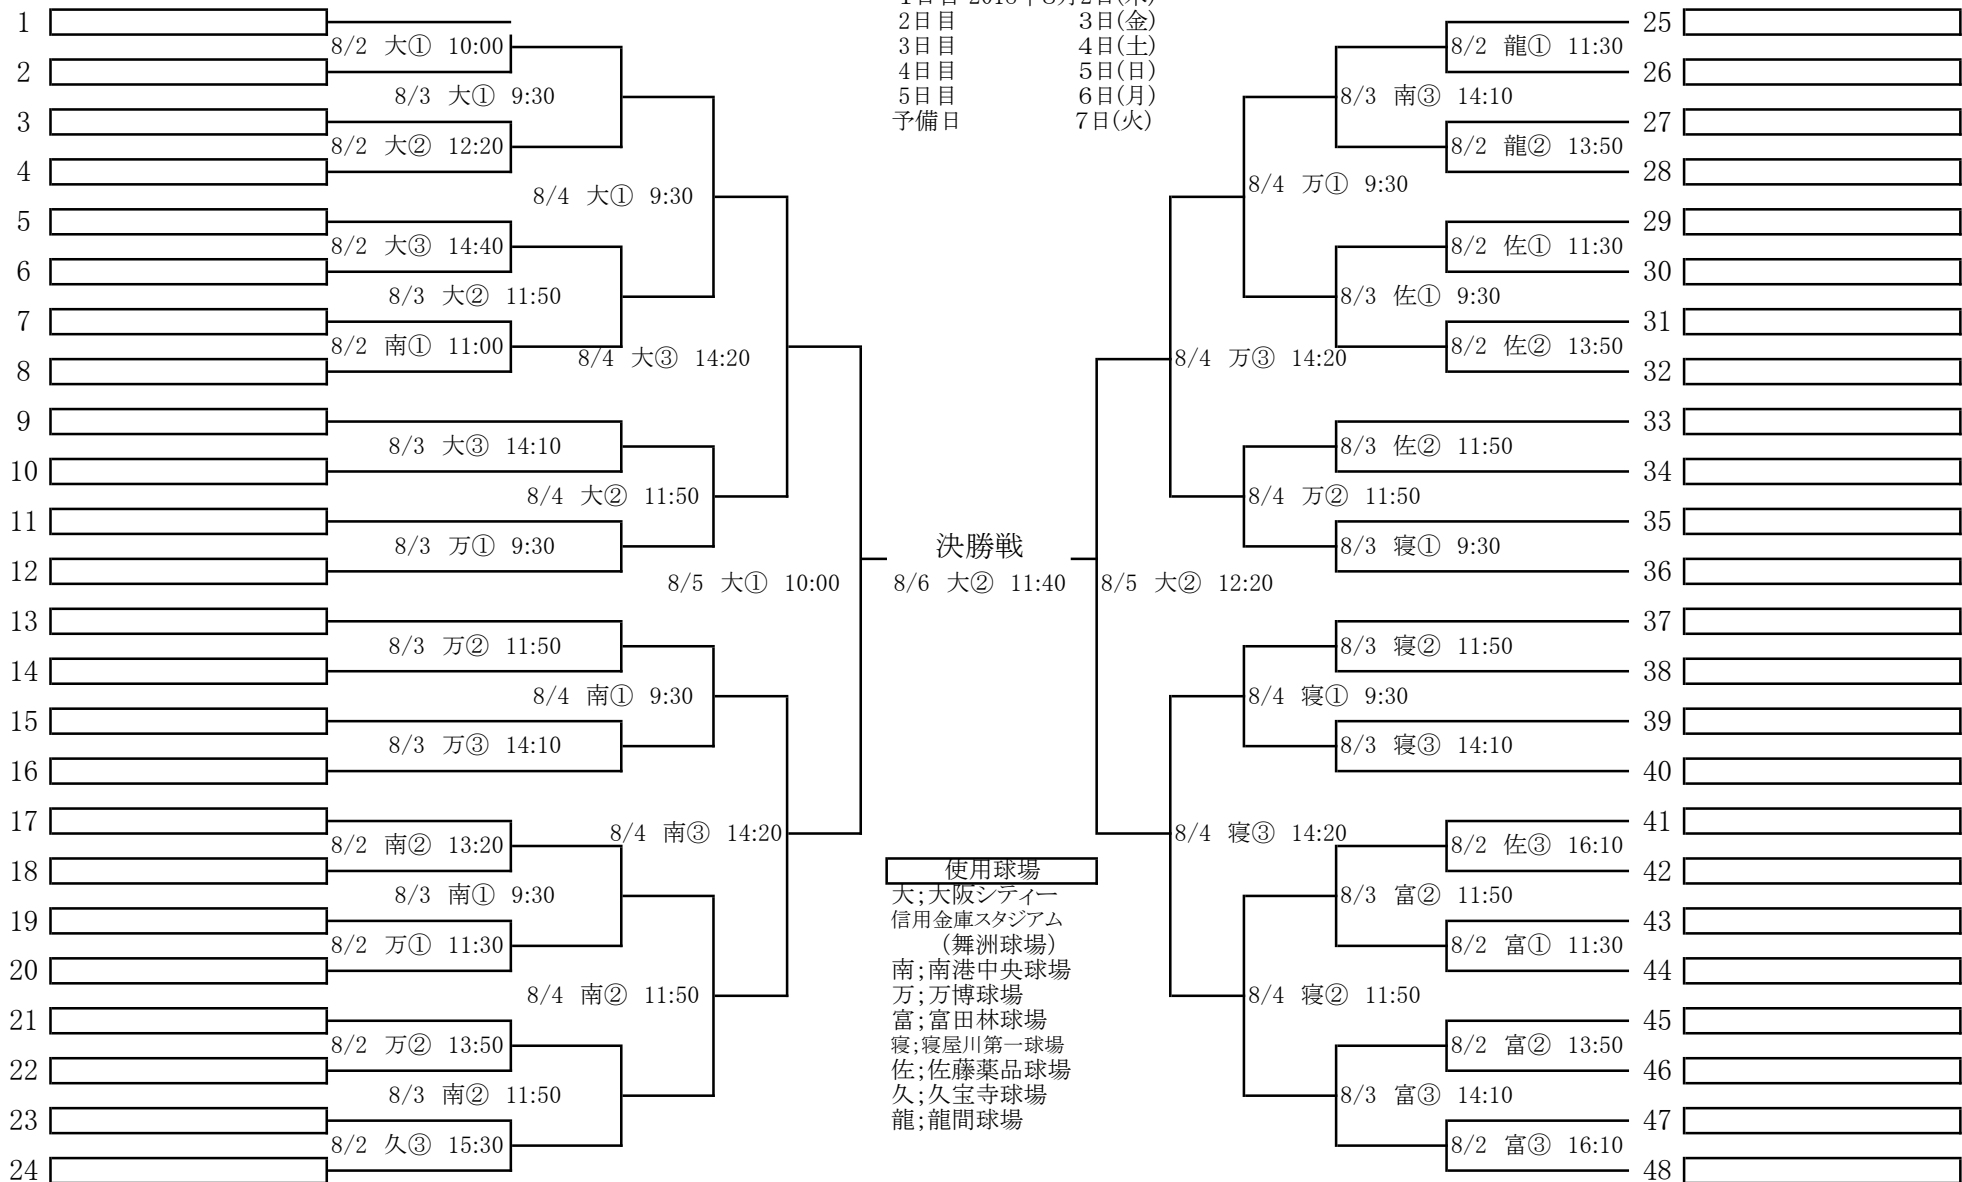 1
8/2 大① 10:00
2
8/3 大① 9:30
3
8/2 大② 12:20
4
8/4 大① 9:30
5
8/2 大③ 14:40
6
8/3 大② 11:50
7
8/2 南① 11:00
8/4 大③ 14:20
8
9
8/3 大③ 14:10
10
8/4 大② 11:50
11
8/3 万① 9:30
12
8/5 大① 10:00
13
8/3 万② 11:50
14
8/4 南① 9:30
15
8/3 万③ 14:10
16
17
8/4 南③ 14:20
8/2 南② 13:20
18
8/3 南① 9:30
19
8/2 万① 11:30
20
8/4 南② 11:50
21
8/2 万② 13:50
22
8/3 南② 11:50
23
8/2 久③ 15:30
24
2日目 3日(金)
3日目 4日(土)
4日目 5日(日)
5日目 6日(月)
予備日 7日(火)
決勝戦
8/6 大② 11:40
使用球場
大;大阪シティー
信用金庫スタジアム
(舞洲球場)
南;南港中央球場
万;万博球場
富;富田林球場
寝;寝屋川第一球場
佐;佐藤薬品球場
久;久宝寺球場
龍;龍間球場
25
8/2 龍① 11:30
26
8/3 南③ 14:10
27
8/2 龍② 13:50
28
8/4 万① 9:30
29
8/2 佐① 11:30
30
8/3 佐① 9:30
31
8/2 佐② 13:50
8/4 万③ 14:20
32
33
8/3 佐② 11:50
34
8/4 万② 11:50
35
8/3 寝① 9:30
36
8/5 大② 12:20
37
8/3 寝② 11:50
38
8/4 寝① 9:30
39
8/3 寝③ 14:10
40
41
8/4 寝③ 14:20
8/2 佐③ 16:10
42
8/3 富② 11:50
43
8/2 富① 11:30
44
8/4 寝② 11:50
45
8/2 富② 13:50
46
8/3 富③ 14:10
47
8/2 富③ 16:10
48